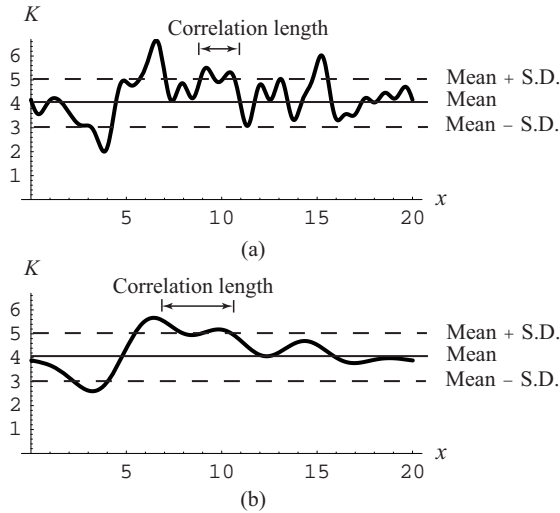 K
Correlation length
6
5
4
3
2
1
Mean + S.D.
Mean
Mean – S.D.
5 10 15 20
x
(a)
K
Correlation length
6
5
4
3
2
1
Mean + S.D.
Mean
Mean – S.D.
5 10 15 20
x
(b)